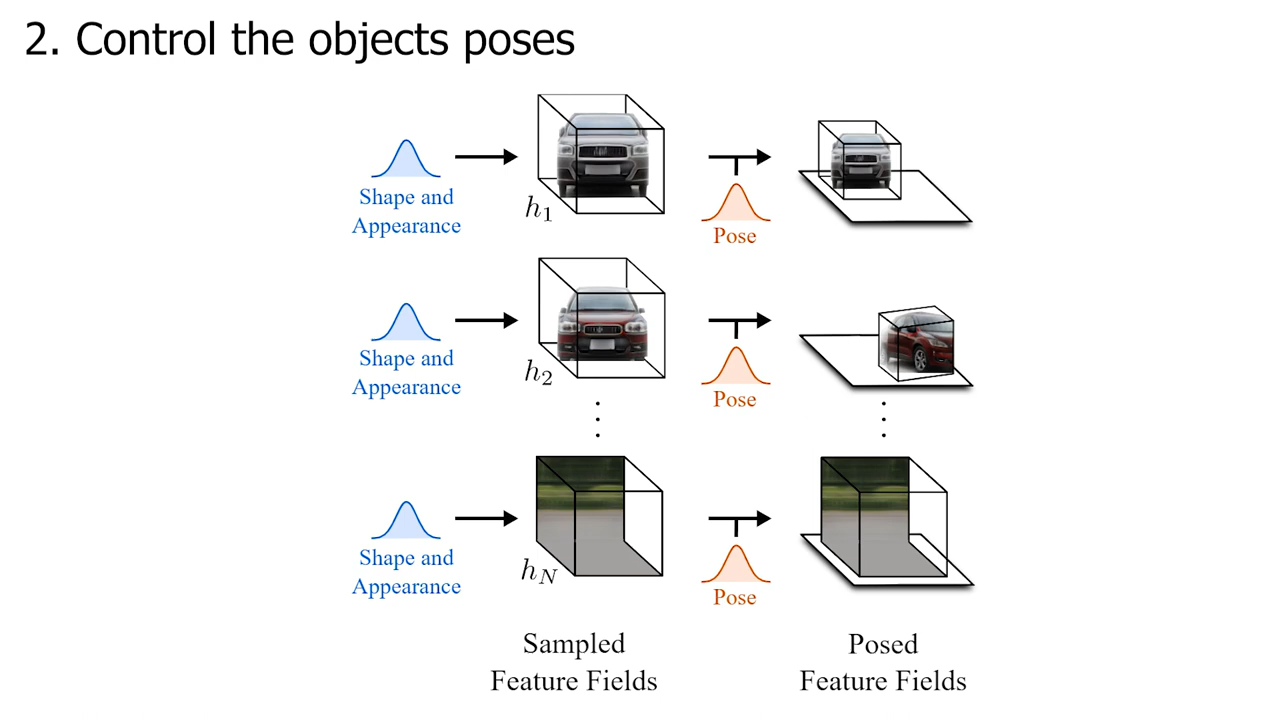 2. Control the objects poses
Shape and
Appearance
h₁
Pose
Shape and
Appearance
h₂
Pose
Shape and
Appearance
h_N
Pose
Sampled
Feature Fields
Posed
Feature Fields